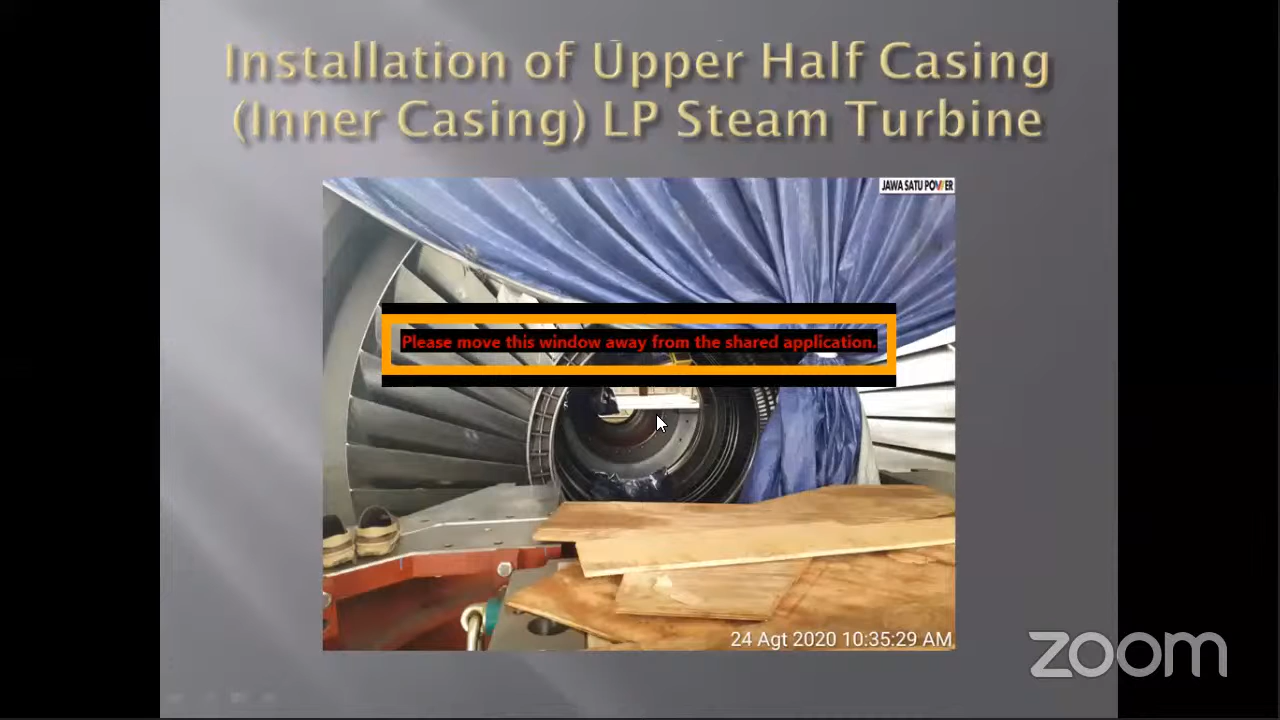 Installation of Upper Half Casing
(Inner Casing) LP Steam Turbine
JAWA SATU POWER
Please move this window away from the shared application.
24 Agt 2020 10:35:29 AM
zoom